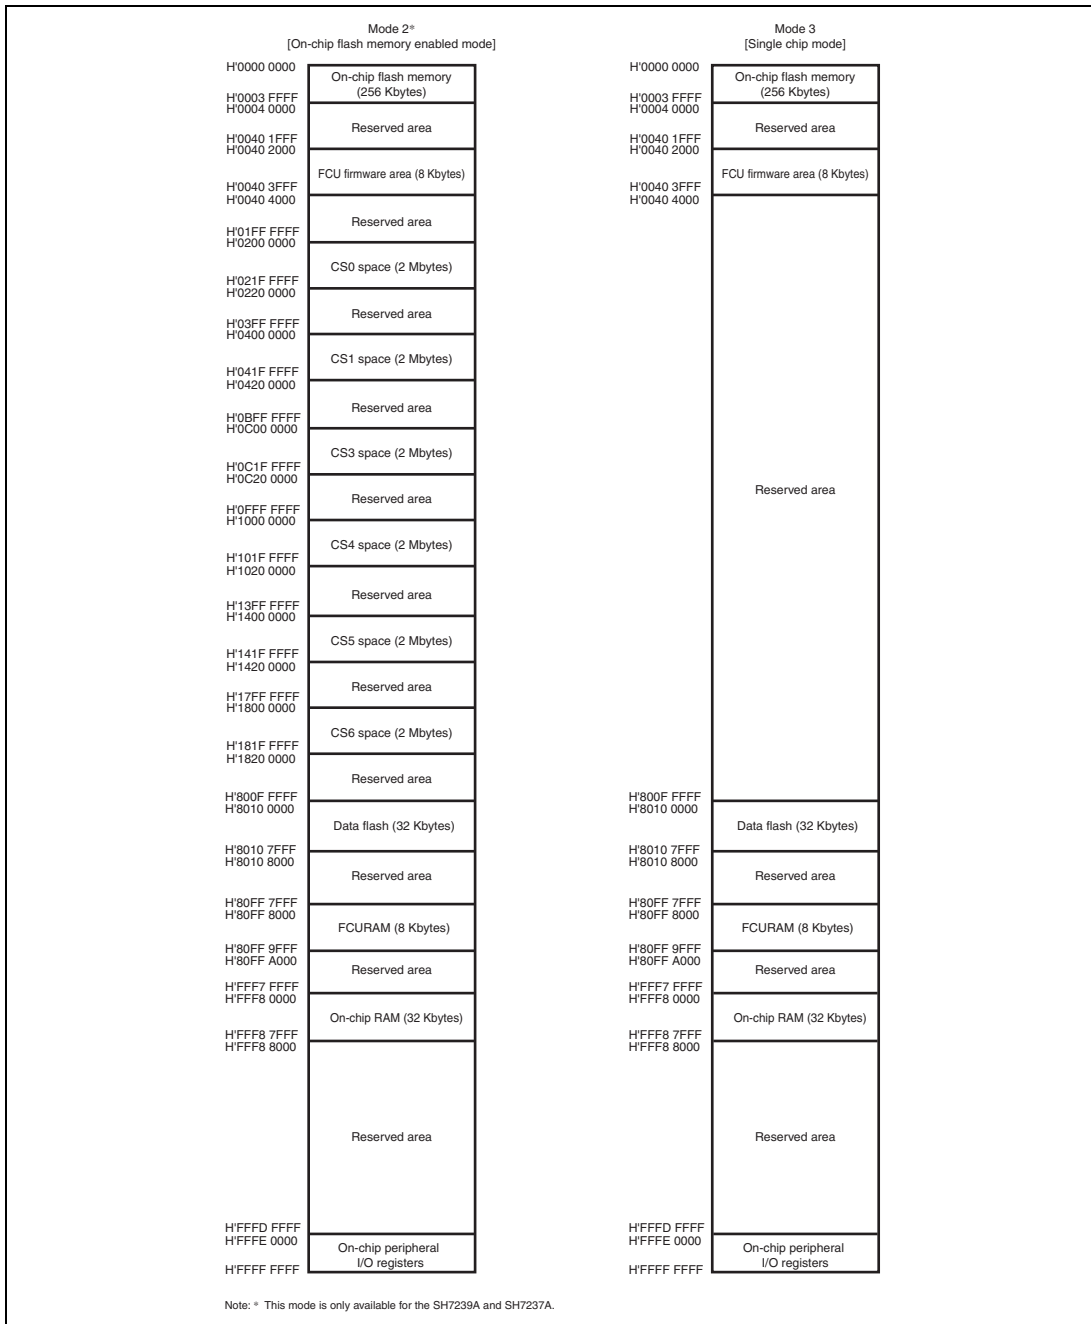 Mode 2*
[On-chip flash memory enabled mode]
H'0000 0000
On-chip flash memory
(256 Kbytes)
H'0003 FFFF
H'0004 0000
Reserved area
H'0040 1FFF
H'0040 2000
FCU firmware area (8 Kbytes)
H'0040 3FFF
H'0040 4000
Reserved area
H'01FF FFFF
H'0200 0000
CS0 space (2 Mbytes)
H'021F FFFF
H'0220 0000
Reserved area
H'03FF FFFF
H'0400 0000
CS1 space (2 Mbytes)
H'041F FFFF
H'0420 0000
Reserved area
H'0BFF FFFF
H'0C00 0000
CS3 space (2 Mbytes)
H'0C1F FFFF
H'0C20 0000
Reserved area
H'0FFF FFFF
H'1000 0000
CS4 space (2 Mbytes)
H'101F FFFF
H'1020 0000
Reserved area
H'13FF FFFF
H'1400 0000
CS5 space (2 Mbytes)
H'141F FFFF
H'1420 0000
Reserved area
H'17FF FFFF
H'1800 0000
CS6 space (2 Mbytes)
H'181F FFFF
H'1820 0000
Reserved area
H'800F FFFF
H'8010 0000
Data flash (32 Kbytes)
H'8010 7FFF
H'8010 8000
Reserved area
H'80FF 7FFF
H'80FF 8000
FCURAM (8 Kbytes)
H'80FF 9FFF
H'80FF A000
Reserved area
H'FFF7 FFFF
H'FFF8 0000
On-chip RAM (32 Kbytes)
H'FFF8 7FFF
H'FFF8 8000
Reserved area
H'FFFD FFFF
H'FFFE 0000
On-chip peripheral
I/O registers
H'FFFF FFFF
Mode 3
[Single chip mode]
H'0000 0000
On-chip flash memory
(256 Kbytes)
H'0003 FFFF
H'0004 0000
Reserved area
H'0040 1FFF
H'0040 2000
FCU firmware area (8 Kbytes)
H'0040 3FFF
H'0040 4000
Reserved area
H'800F FFFF
H'8010 0000
Data flash (32 Kbytes)
H'8010 7FFF
H'8010 8000
Reserved area
H'80FF 7FFF
H'80FF 8000
FCURAM (8 Kbytes)
H'80FF 9FFF
H'80FF A000
Reserved area
H'FFF7 FFFF
H'FFF8 0000
On-chip RAM (32 Kbytes)
H'FFF8 7FFF
H'FFF8 8000
Reserved area
H'FFFD FFFF
H'FFFE 0000
On-chip peripheral
I/O registers
H'FFFF FFFF
Note: * This mode is only available for the SH7239A and SH7237A.